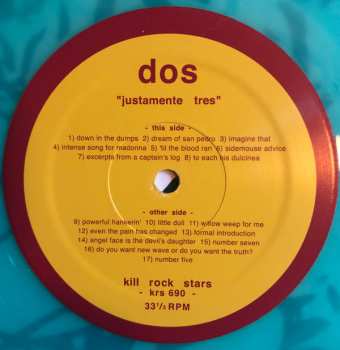 dos
"justamente tres"
- this side -
1) down in the dumps 2) dream of san pedro 3) imagine that
4) intense song for madonna 5) 'til the blood ran 6) sidemouse advice
7) excerpts from a captain's log 8) to each his dulcinea
- other side -
9) powerful hankerin' 10) little doll 11) willow weep for me
12) even the pain has changed 13) formal introduction
14) angel face is the devil's daughter 15) number seven
16) do you want new wave or do you want the truth?
17) number five
kill rock stars
- krs 690 -
33⅓ RPM